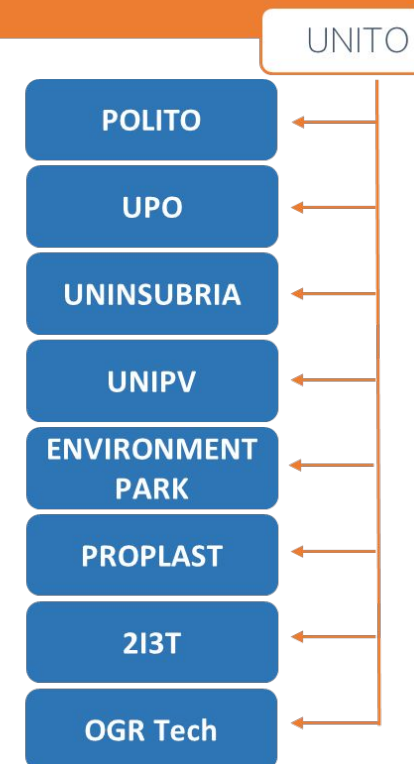 UNITO
POLITO
UPO
UNINSUBRIA
UNIPV
ENVIRONMENT
PARK
PROPLAST
2I3T
OGR Tech